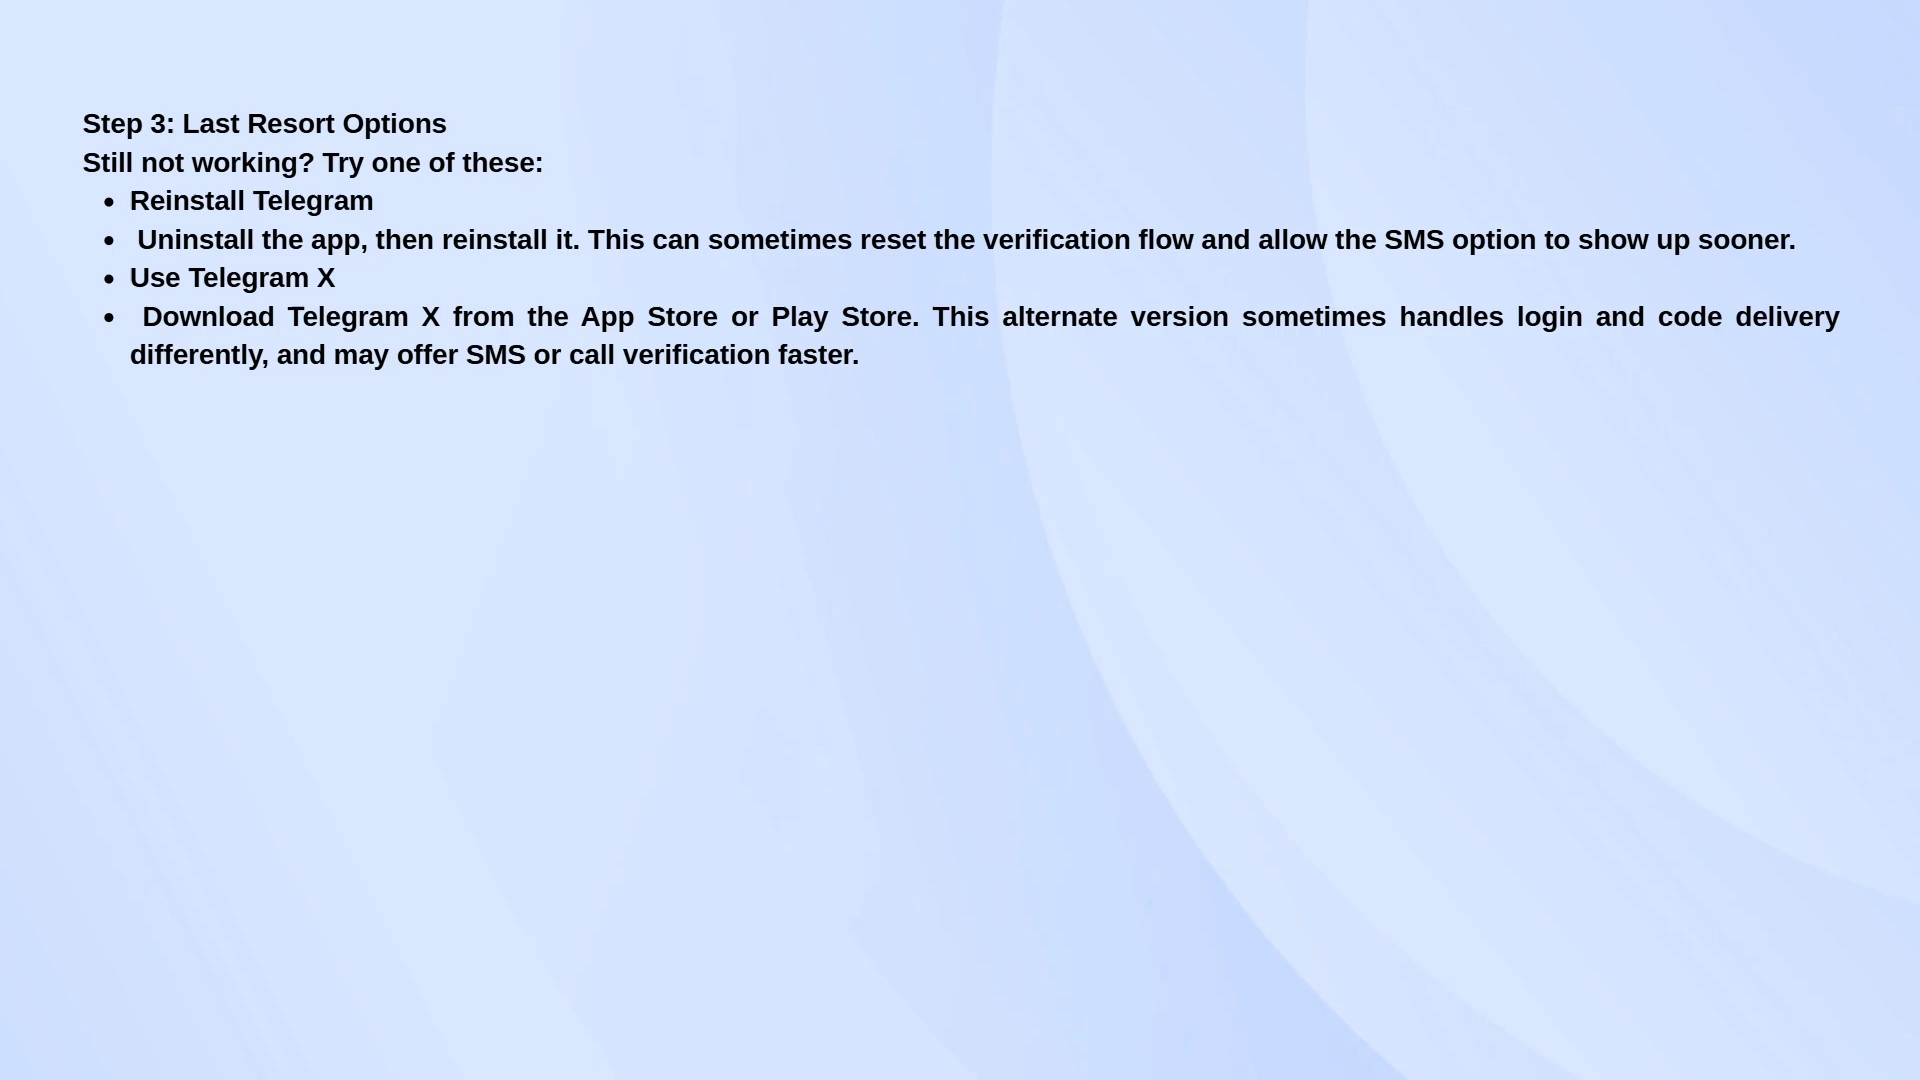 Step 3: Last Resort Options
Still not working? Try one of these:
• Reinstall Telegram
• Uninstall the app, then reinstall it. This can sometimes reset the verification flow and allow the SMS option to show up sooner.
• Use Telegram X
• Download Telegram X from the App Store or Play Store. This alternate version sometimes handles login and code delivery
differently, and may offer SMS or call verification faster.